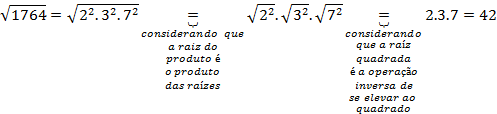 √1764 = √2².3².7² = √2².√3².√7² = 2.3.7 = 42
considerando que
a raiz do
produto é
o produto
das raízes
considerando
que a raíz
quadrada
é a operação
inversa de
se elevar ao
quadrado